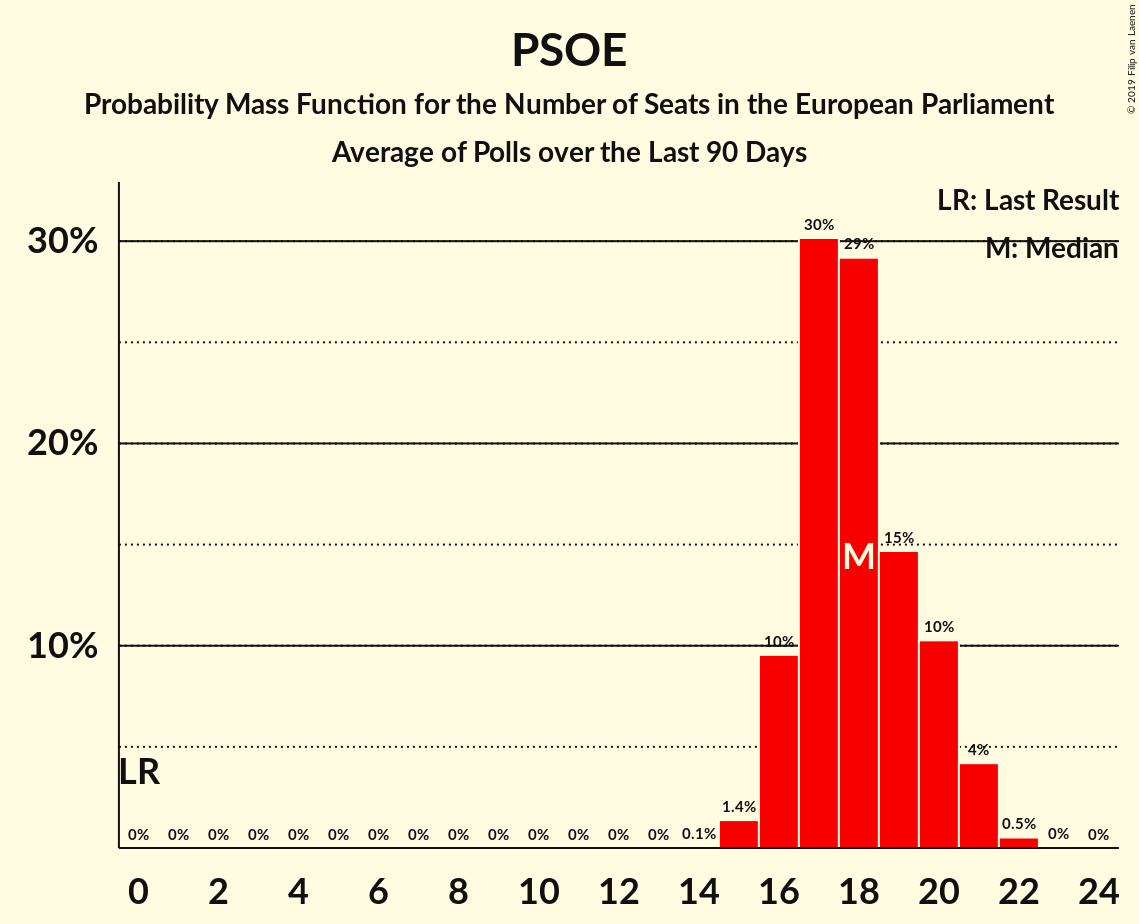 PSOE
Probability Mass Function for the Number of Seats in the European Parliament
Average of Polls over the Last 90 Days
© 2019 Filip van Laenen
LR: Last Result
M: Median
30%
20%
10%
30%
29%
15%
10%
10%
4%
1.4%
0.5%
0.1%
M
LR
0% 0% 0% 0% 0% 0% 0% 0% 0% 0% 0% 0% 0% 0% 0% 0%
0 2 4 6 8 10 12 14 16 18 20 22 24